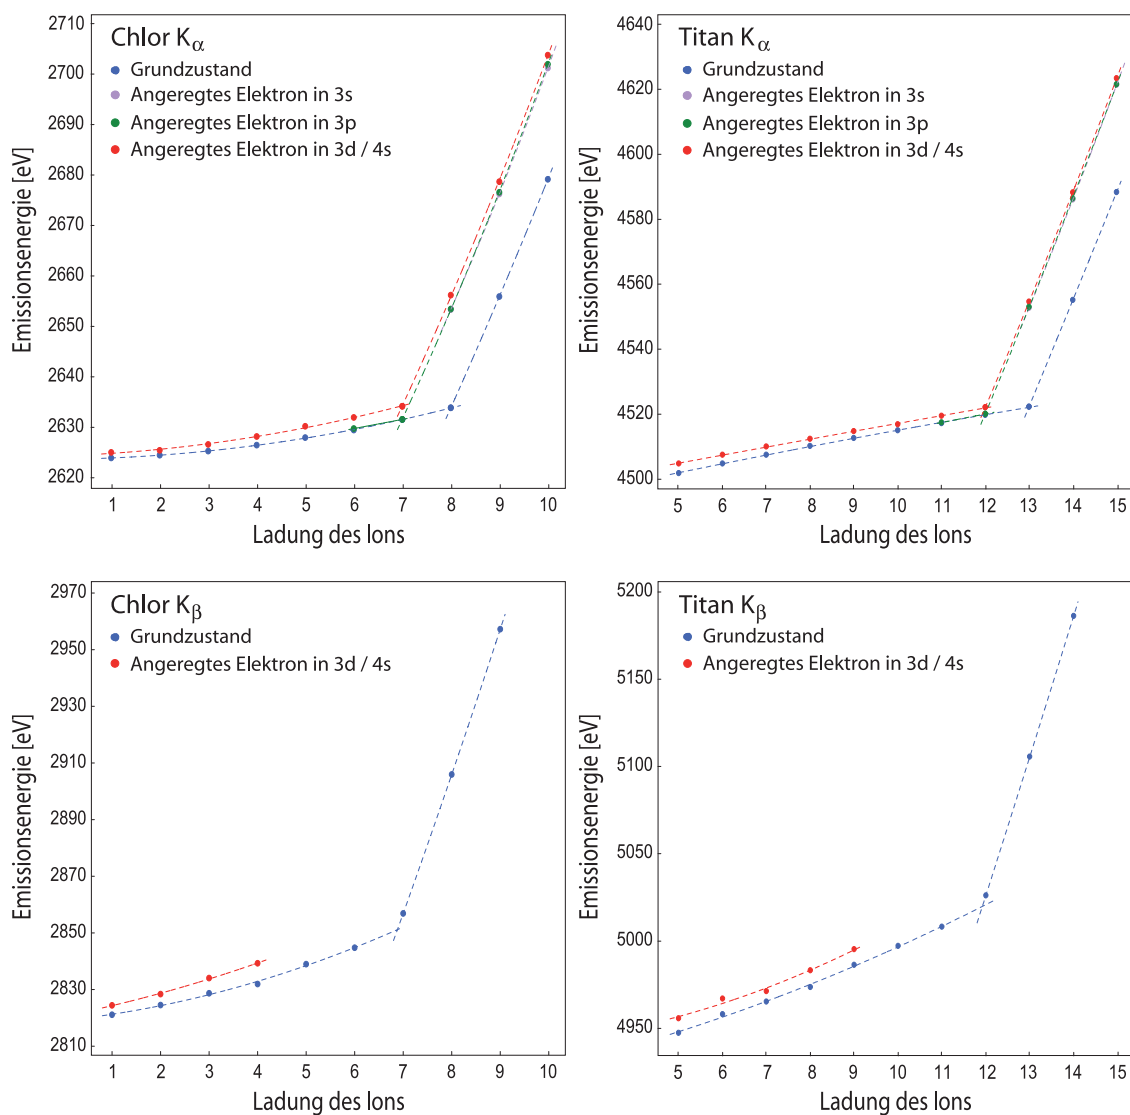 Chlor Kα
Grundzustand
Angeregtes Elektron in 3s
Angeregtes Elektron in 3p
Angeregtes Elektron in 3d / 4s
Emissionsenergie [eV]
2710
2700
2690
2680
2670
2660
2650
2640
2630
2620
1 2 3 4 5 6 7 8 9 10
Ladung des Ions
Titan Kα
Grundzustand
Angeregtes Elektron in 3s
Angeregtes Elektron in 3p
Angeregtes Elektron in 3d / 4s
Emissionsenergie [eV]
4640
4620
4600
4580
4560
4540
4520
4500
5 6 7 8 9 10 11 12 13 14 15
Ladung des Ions
Chlor Kβ
Grundzustand
Angeregtes Elektron in 3d / 4s
Emissionsenergie [eV]
2970
2950
2930
2910
2890
2870
2850
2830
2810
1 2 3 4 5 6 7 8 9 10
Ladung des Ions
Titan Kβ
Grundzustand
Angeregtes Elektron in 3d / 4s
Emissionsenergie [eV]
5200
5150
5100
5050
5000
4950
5 6 7 8 9 10 11 12 13 14 15
Ladung des Ions